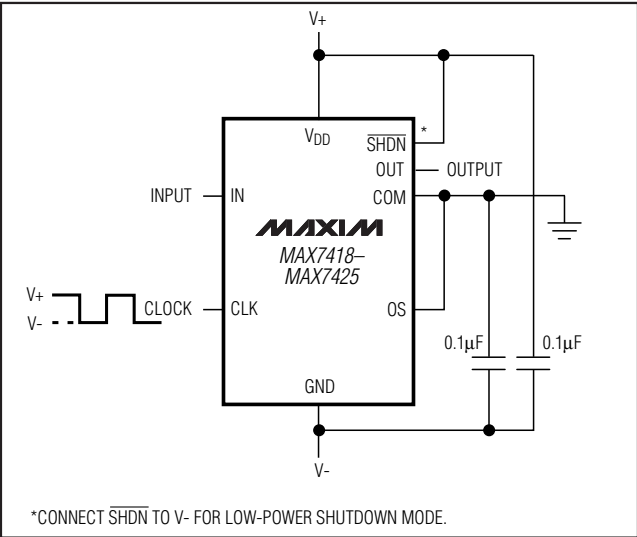 V+
VDD
SHDN
*
OUT
OUTPUT
INPUT
IN
COM
MAXIM
MAX7418–
MAX7425
V+
V-
CLOCK
CLK
OS
0.1µF
0.1µF
GND
V-
*CONNECT SHDN TO V- FOR LOW-POWER SHUTDOWN MODE.